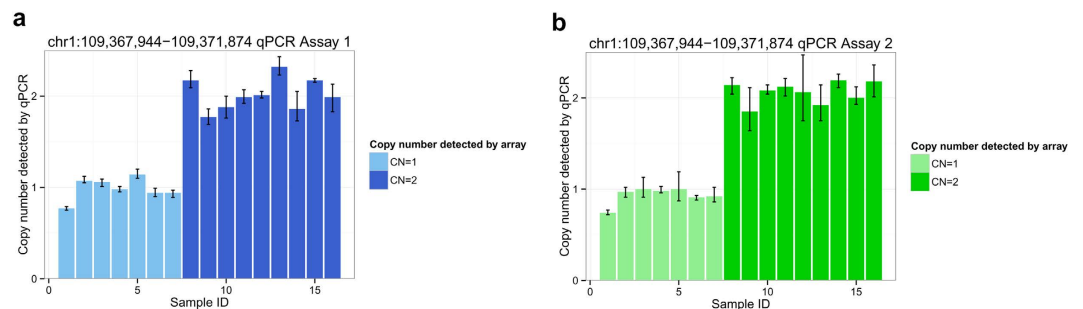 a
chr1:109,367,944−109,371,874 qPCR Assay 1
Copy number detected by qPCR
2
1
0
0
5
10
15
Sample ID
Copy number detected by array
CN=1
CN=2
b
chr1:109,367,944−109,371,874 qPCR Assay 2
Copy number detected by qPCR
2
1
0
0
5
10
15
Sample ID
Copy number detected by array
CN=1
CN=2